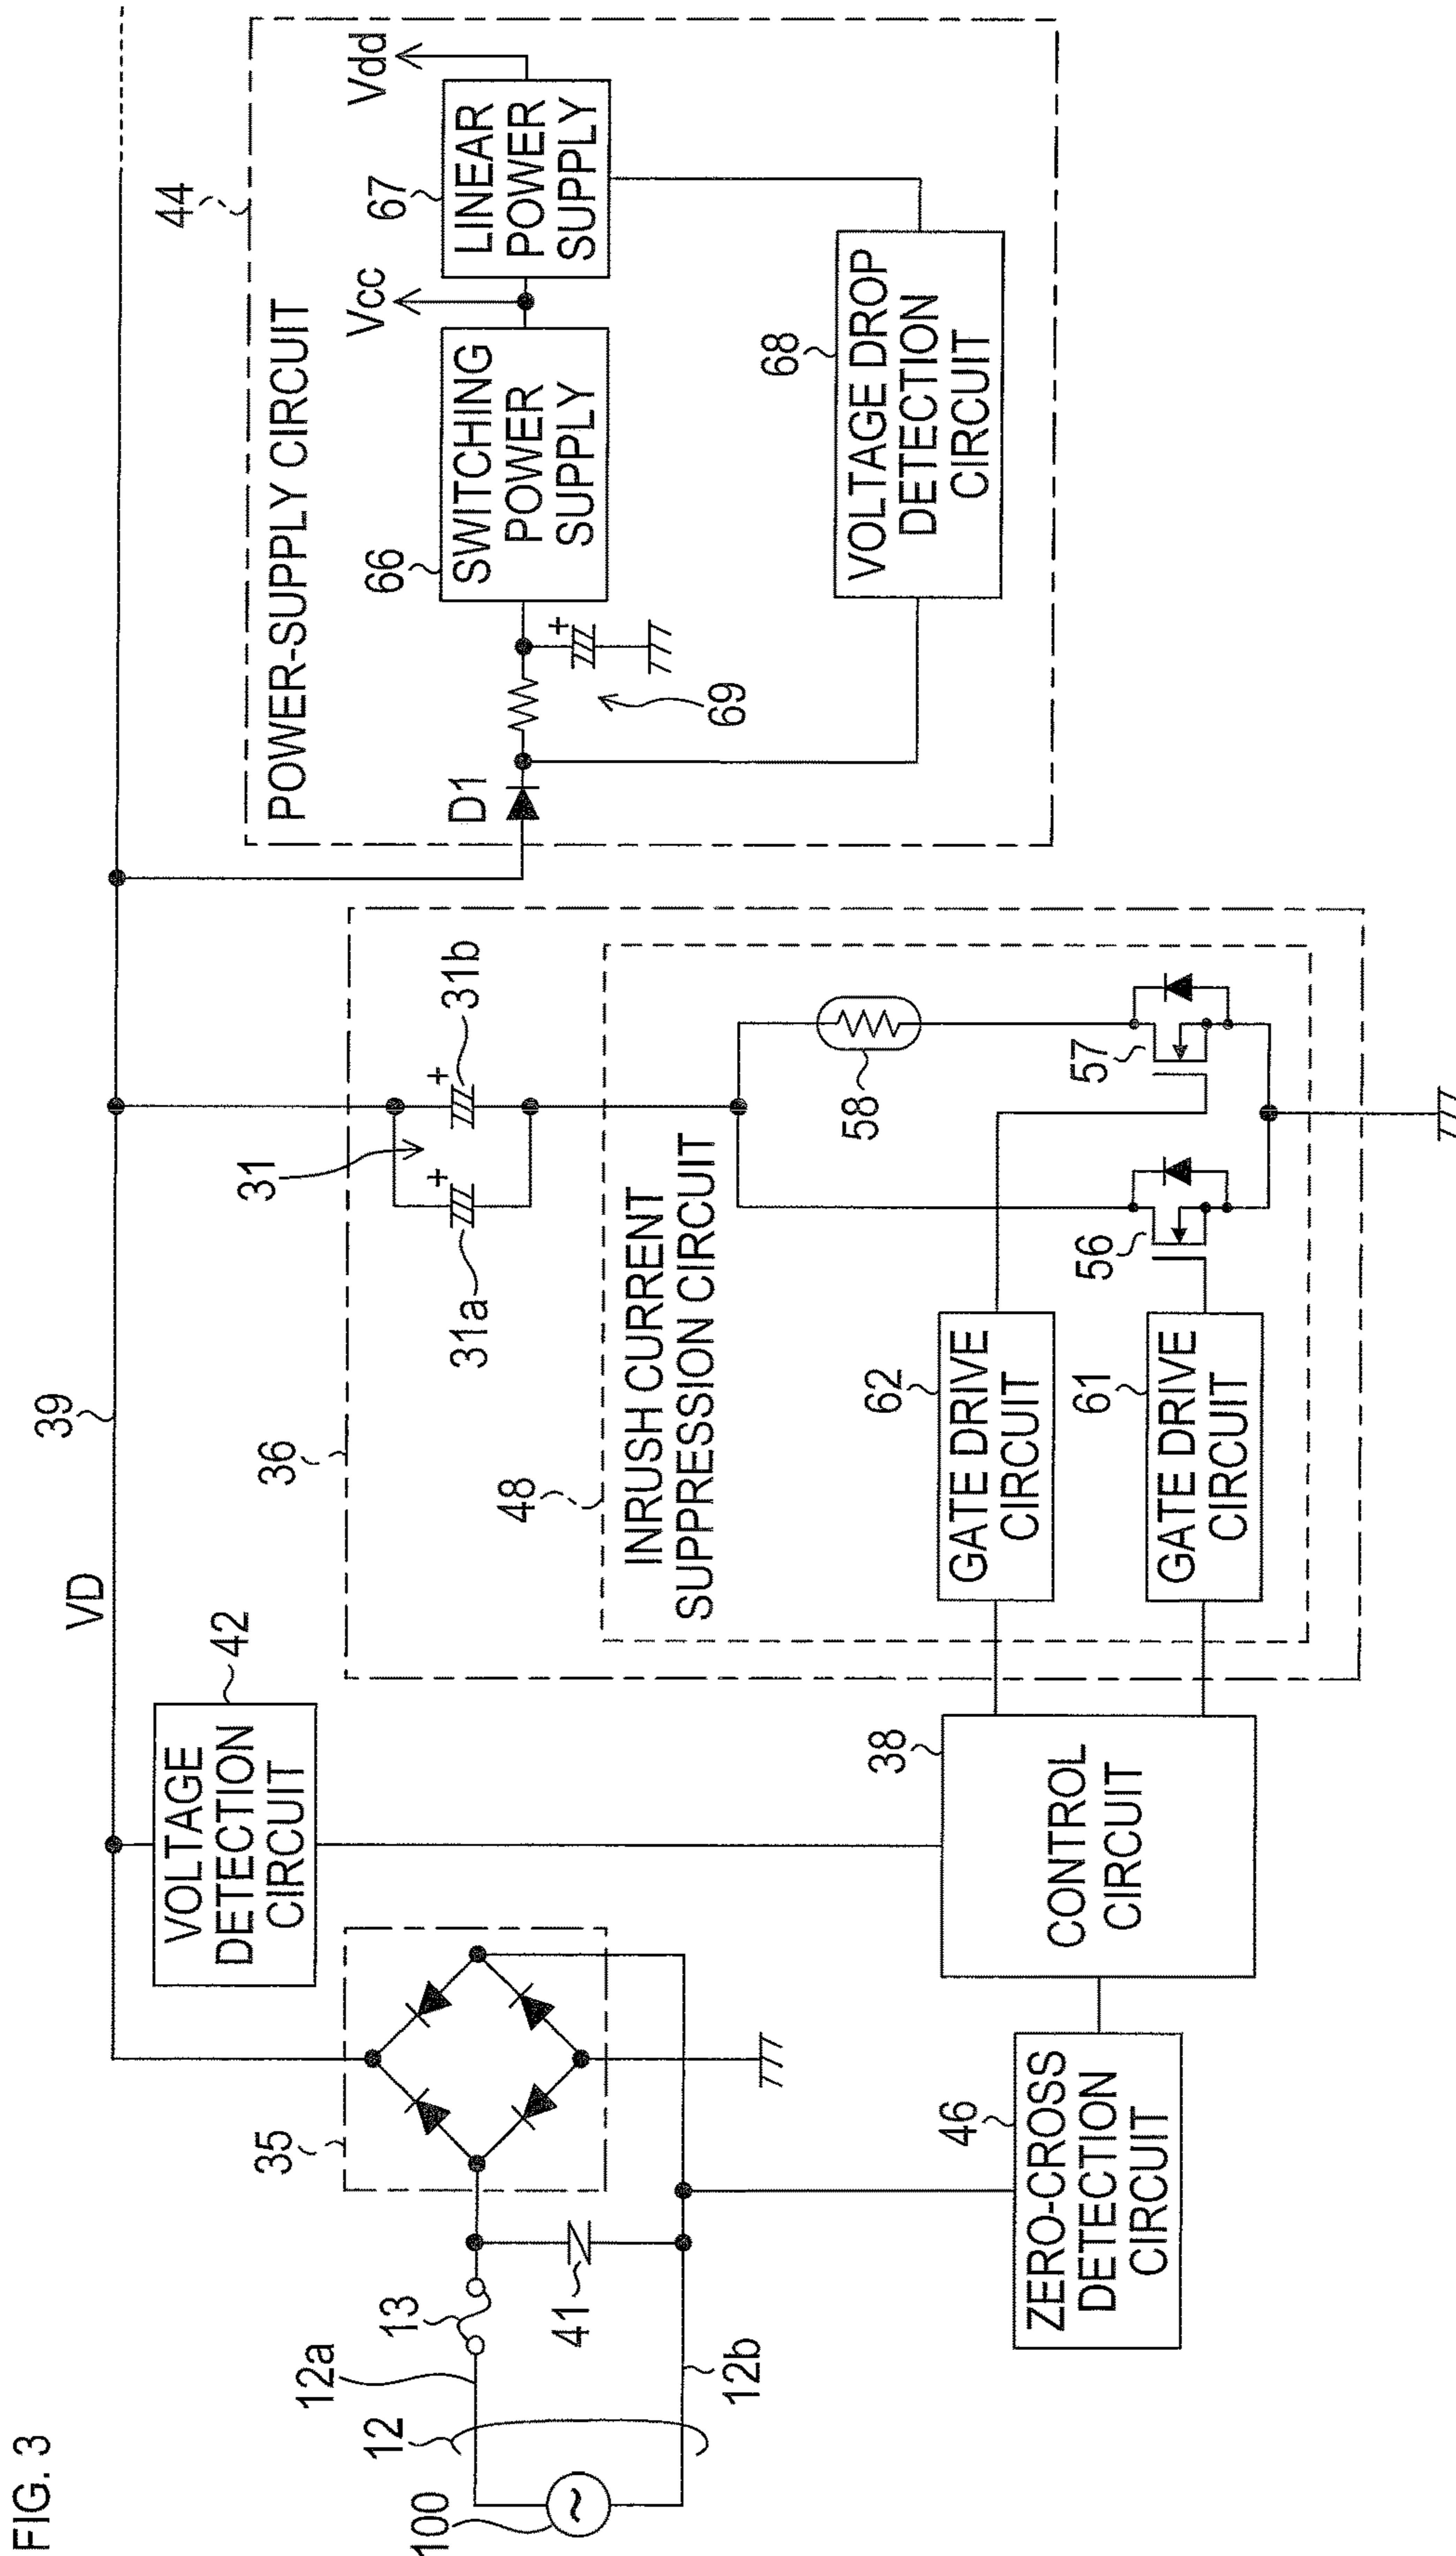 FIG. 3
100
12
12a
12b
13
41
35
VOLTAGE
DETECTION
CIRCUIT
42
VD
39
ZERO-CROSS
DETECTION
CIRCUIT
46
CONTROL
CIRCUIT
38
36
31
31a
+
31b
+
48
INRUSH CURRENT
SUPPRESSION CIRCUIT
GATE DRIVE
CIRCUIT
62
GATE DRIVE
CIRCUIT
61
56
57
58
44
POWER-SUPPLY CIRCUIT
D1
69
+
66
SWITCHING
POWER
SUPPLY
Vcc
67
LINEAR
POWER
SUPPLY
Vdd
68
VOLTAGE DROP
DETECTION
CIRCUIT